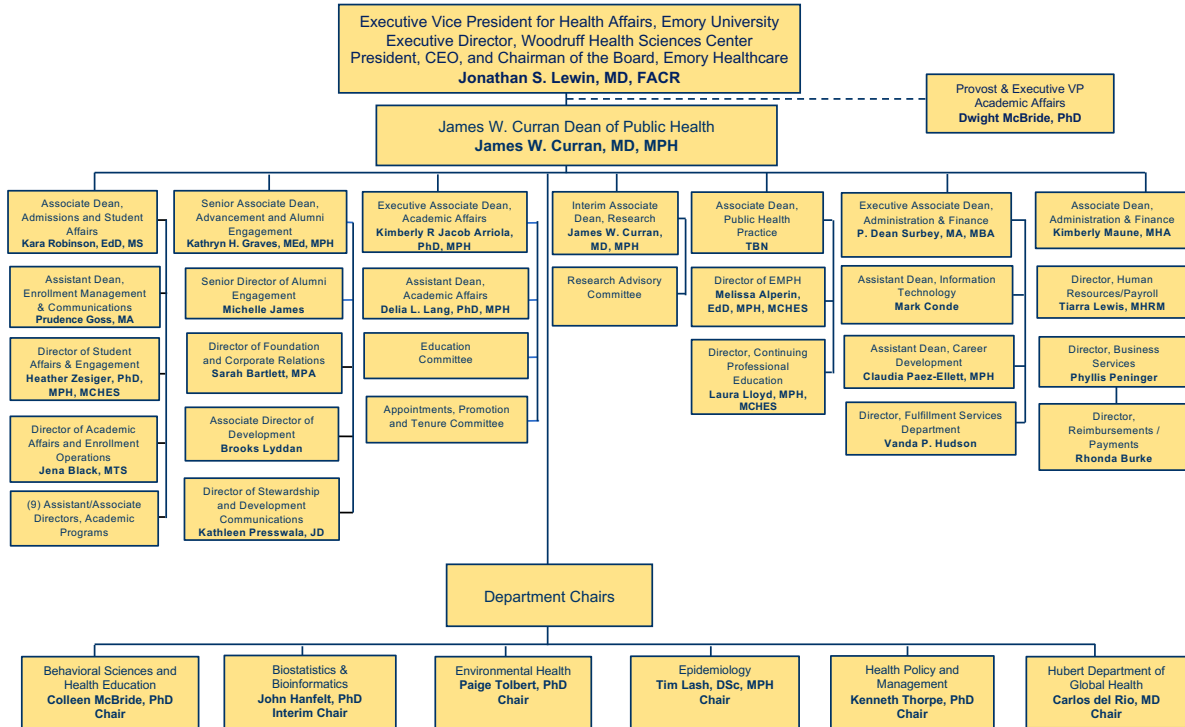 Executive Vice President for Health Affairs, Emory University
Executive Director, Woodruff Health Sciences Center
President, CEO, and Chairman of the Board, Emory Healthcare
Jonathan S. Lewin, MD, FACR
Provost & Executive VP
Academic Affairs
Dwight McBride, PhD
James W. Curran Dean of Public Health
James W. Curran, MD, MPH
Associate Dean,
Admissions and Student
Affairs
Kara Robinson, EdD, MS
Assistant Dean,
Enrollment Management
& Communications
Prudence Goss, MA
Director of Student
Affairs & Engagement
Heather Zesiger, PhD,
MPH, MCHES
Director of Academic
Affairs and Enrollment
Operations
Jena Black, MTS
(9) Assistant/Associate
Directors, Academic
Programs
Senior Associate Dean,
Advancement and Alumni
Engagement
Kathryn H. Graves, MEd, MPH
Senior Director of Alumni
Engagement
Michelle James
Director of Foundation
and Corporate Relations
Sarah Bartlett, MPA
Associate Director of
Development
Brooks Lyddan
Director of Stewardship
and Development
Communications
Kathleen Presswala, JD
Executive Associate Dean,
Academic Affairs
Kimberly R Jacob Arriola,
PhD, MPH
Assistant Dean,
Academic Affairs
Delia L. Lang, PhD, MPH
Education
Committee
Appointments, Promotion
and Tenure Committee
Interim Associate
Dean, Research
James W. Curran,
MD, MPH
Research Advisory
Committee
Associate Dean,
Public Health
Practice
TBN
Director of EMPH
Melissa Alperin,
EdD, MPH, MCHES
Director, Continuing
Professional
Education
Laura Lloyd, MPH,
MCHES
Executive Associate Dean,
Administration & Finance
P. Dean Surbey, MA, MBA
Assistant Dean, Information
Technology
Mark Conde
Assistant Dean, Career
Development
Claudia Paez-Ellett, MPH
Director, Fulfillment Services
Department
Vanda P. Hudson
Associate Dean,
Administration & Finance
Kimberly Maune, MHA
Director, Human
Resources/Payroll
Tiarra Lewis, MHRM
Director, Business
Services
Phyllis Peninger
Director,
Reimbursements /
Payments
Rhonda Burke
Department Chairs
Behavioral Sciences and
Health Education
Colleen McBride, PhD
Chair
Biostatistics &
Bioinformatics
John Hanfelt, PhD
Interim Chair
Environmental Health
Paige Tolbert, PhD
Chair
Epidemiology
Tim Lash, DSc, MPH
Chair
Health Policy and
Management
Kenneth Thorpe, PhD
Chair
Hubert Department of
Global Health
Carlos del Rio, MD
Chair